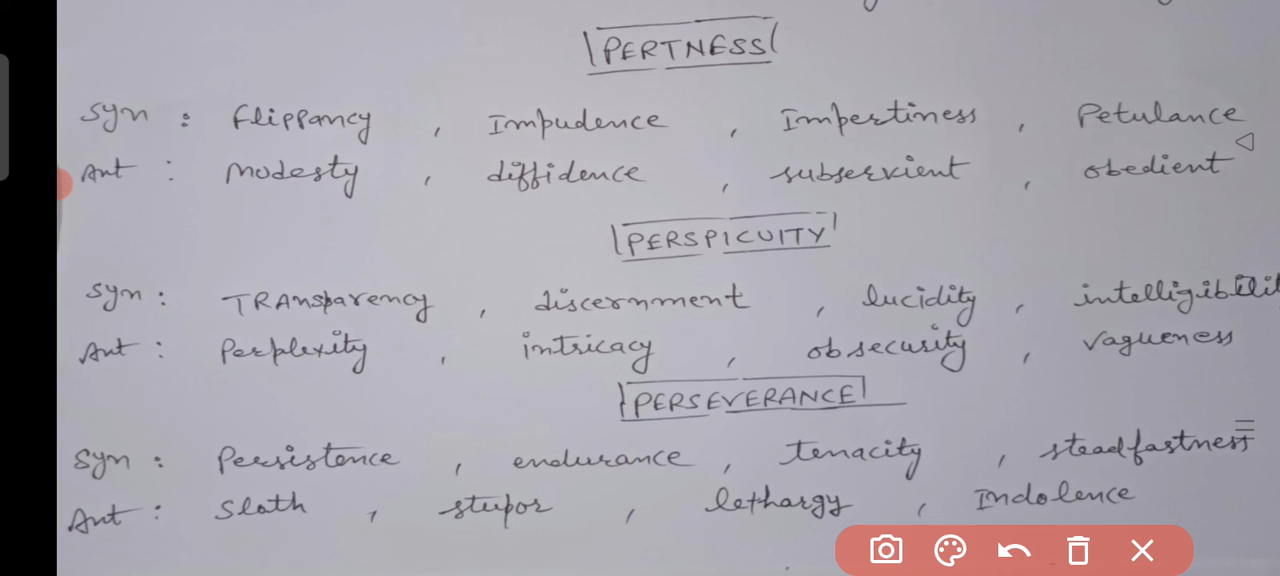 PERTNESS
Syn : Flippancy , Impudence , Impertiness , Petulance
Ant : Modesty , diffidence , subservient , obedient
PERSPICUITY
Syn : TRAnsparency , discernment , lucidity , intelligibilit
Ant : Perplexity , intricacy , obsecurity , vagueness
PERSEVERANCE
Syn : Persistence , endurance , tenacity , steadfastness
Ant : Sloth , stupor , lethargy , Indolence